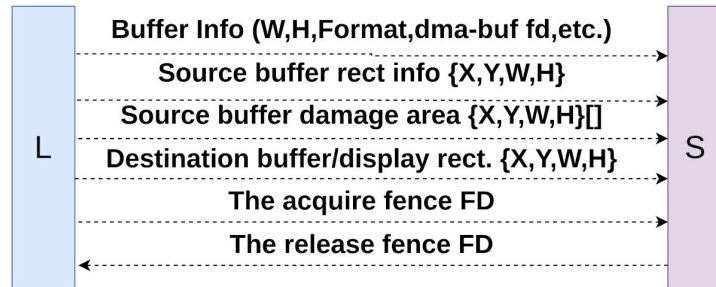 Buffer Info (W,H,Format,dma-buf fd,etc.)
Source buffer rect info {X,Y,W,H}
Source buffer damage area {X,Y,W,H}[]
L
S
Destination buffer/display rect. {X,Y,W,H}
The acquire fence FD
The release fence FD